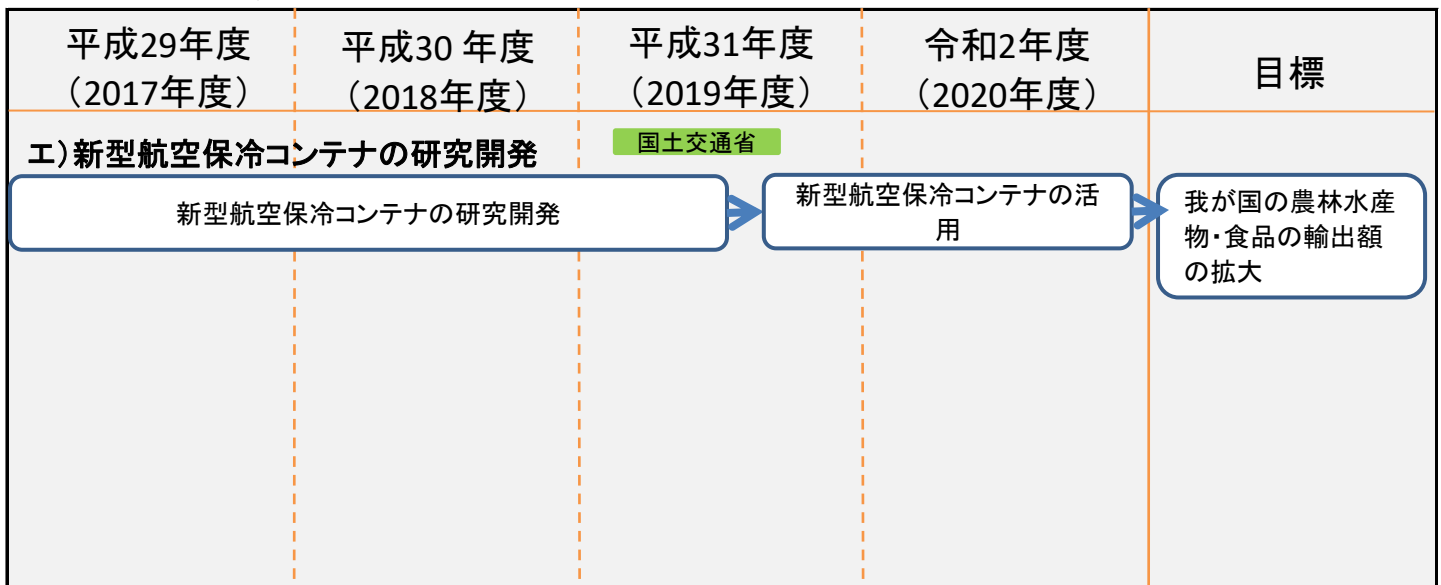 平成29年度
（2017年度）
平成30 年度
（2018年度）
平成31年度
（2019年度）
令和2年度
（2020年度）
目標
エ）新型航空保冷コンテナの研究開発
国土交通省
新型航空保冷コンテナの研究開発
新型航空保冷コンテナの活
用
我が国の農林水産
物・食品の輸出額
の拡大